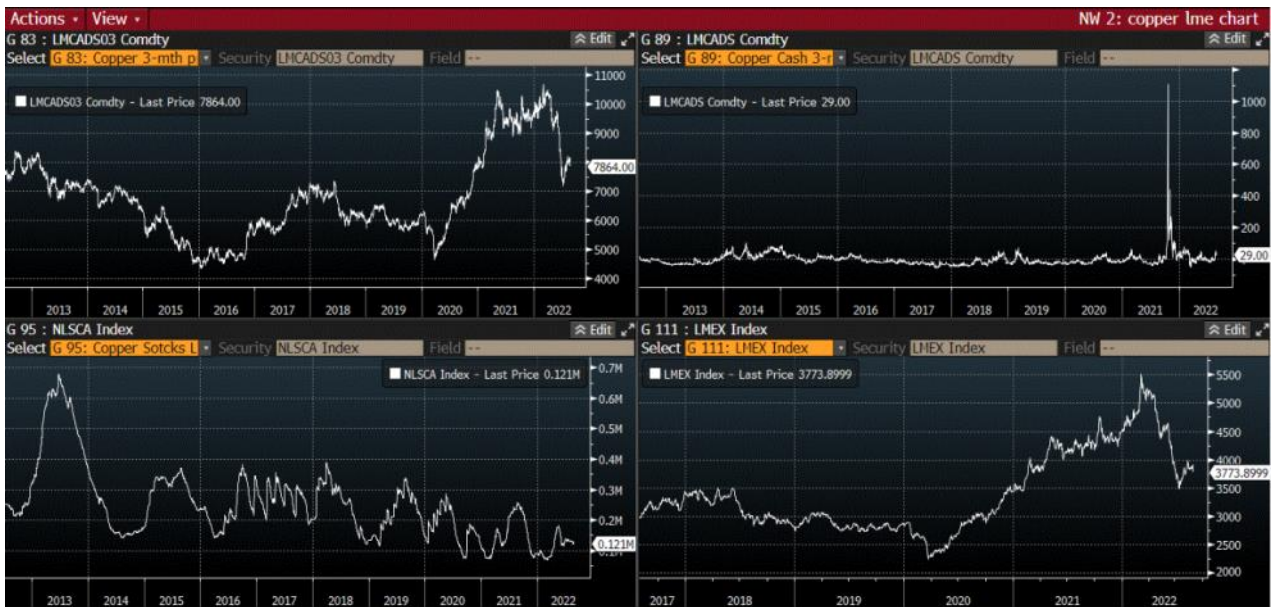 Actions View NW 2: copper lme chart
G 83 : LMCADS03 Comdty Edit
Select G 83: Copper 3-mth p Security LMCADS03 Comdty Field --
LMCADS03 Comdty - Last Price 7864.00
11000
10000
9000
7864.00
7000
6000
5000
4000
2013 2014 2015 2016 2017 2018 2019 2020 2021 2022
G 89 : LMCADS Comdty Edit
Select G 89: Copper Cash 3-r Security LMCADS Comdty Field --
LMCADS Comdty - Last Price 29.00
1000
800
600
400
200
29.00
2013 2014 2015 2016 2017 2018 2019 2020 2021 2022
G 95 : NLSCA Index Edit
Select G 95: Copper Sotcks L Security NLSCA Index Field --
NLSCA Index - Last Price 0.121M
0.7M
0.6M
0.5M
0.4M
0.3M
0.2M
0.121M
2013 2014 2015 2016 2017 2018 2019 2020 2021 2022
G 111 : LMEX Index Edit
Select G 111: LMEX Index Security LMEX Index Field --
LMEX Index - Last Price 3773.8999
5500
5000
4500
4000
3773.8999
3500
3000
2500
2000
2017 2018 2019 2020 2021 2022